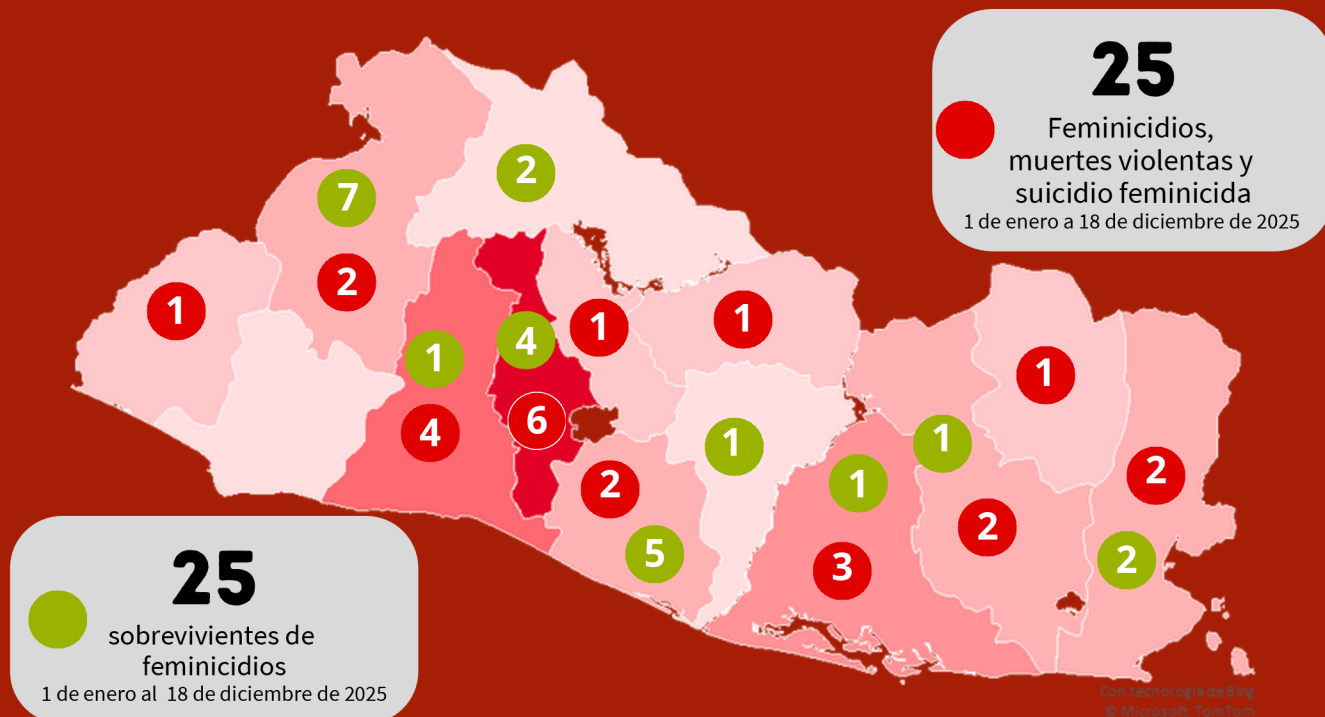 25
Feminicidios,
muertes violentas y
suicidio feminicida
1 de enero a 18 de diciembre de 2025
2
7
2
1
1
1
4
1
1
4
6
1
1
2
1
3
2
5
2
2
25
sobrevivientes de
feminicidios
1 de enero al 18 de diciembre de 2025
Con tecnología de Bing
© Microsoft, TomTom